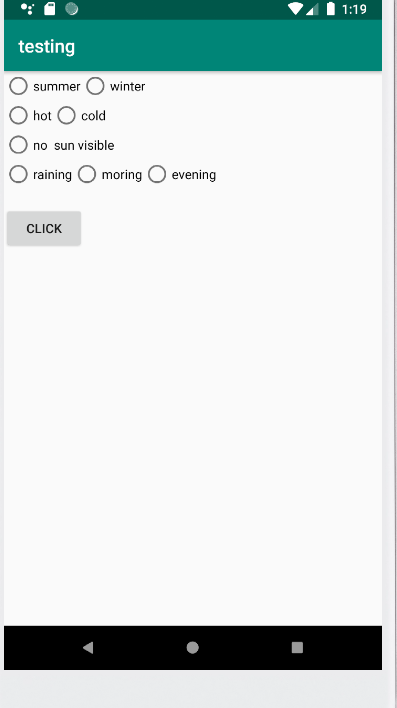 1:19
testing
summer winter
hot cold
no sun visible
raining moring evening
CLICK